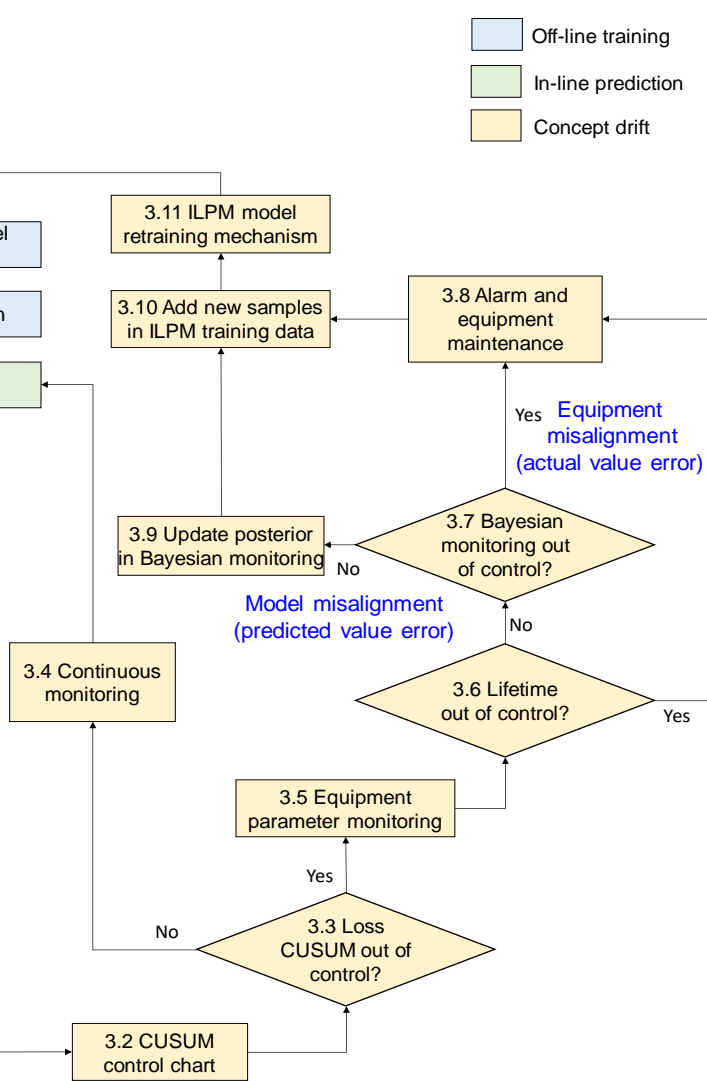 Off-line training
In-line prediction
Concept drift
3.11 ILPM model
retraining mechanism
3.10 Add new samples
in ILPM training data
3.8 Alarm and
equipment
maintenance
Yes
Equipment
misalignment
(actual value error)
3.7 Bayesian
monitoring out
of control?
3.9 Update posterior
in Bayesian monitoring
No
Model misalignment
(predicted value error)
No
3.6 Lifetime
out of control?
Yes
3.4 Continuous
monitoring
3.5 Equipment
parameter monitoring
Yes
No
3.3 Loss
CUSUM out of
control?
3.2 CUSUM
control chart